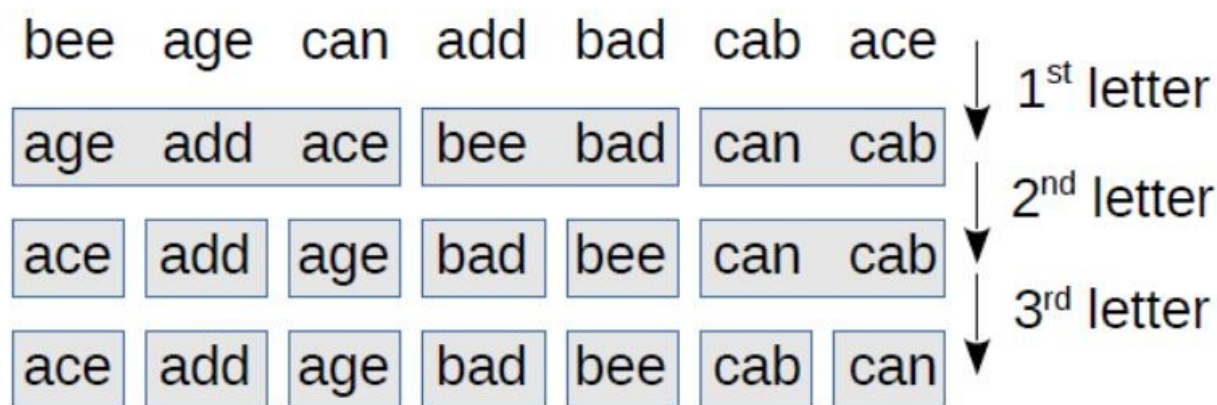 bee age can add bad cab ace
1st letter
age add ace bee bad can cab
2nd letter
ace add age bad bee can cab
3rd letter
ace add age bad bee cab can